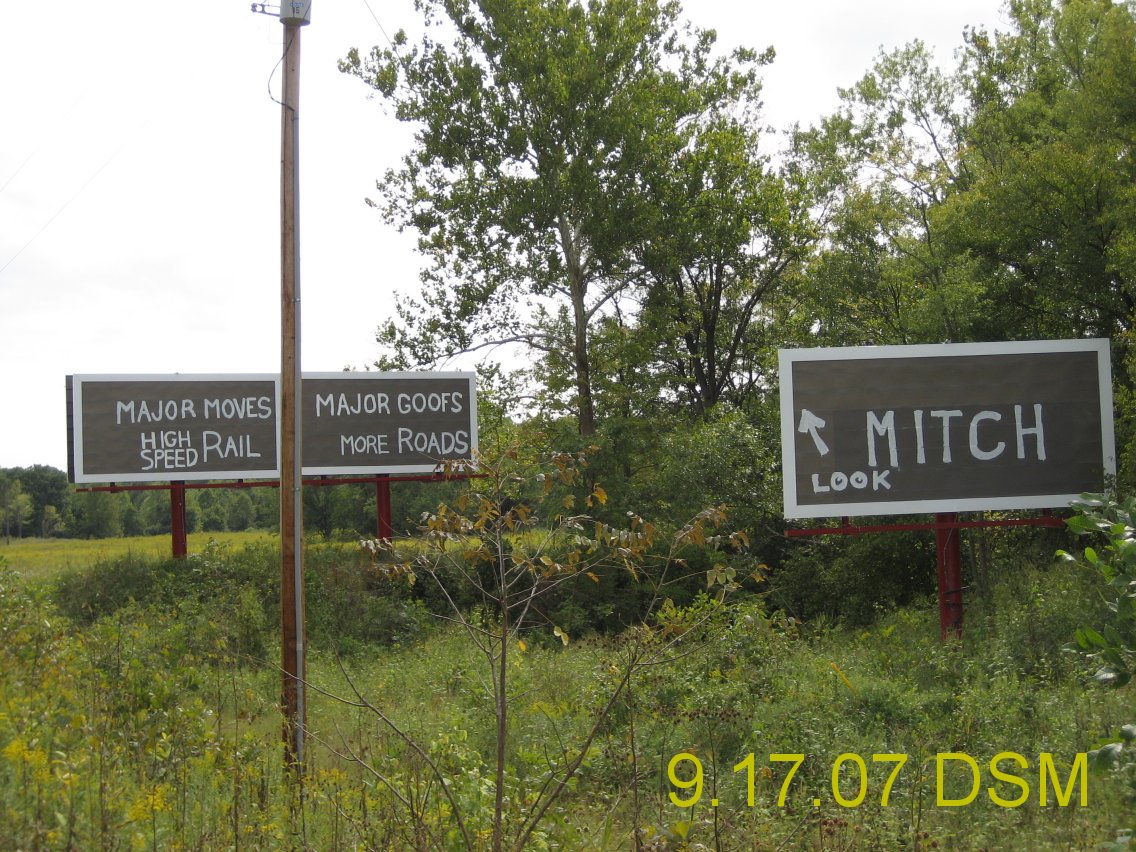 MAJOR MOVES
HIGH SPEED RAIL
MAJOR GOOFS
MORE ROADS
MITCH
LOOK
9.17.07 DSM